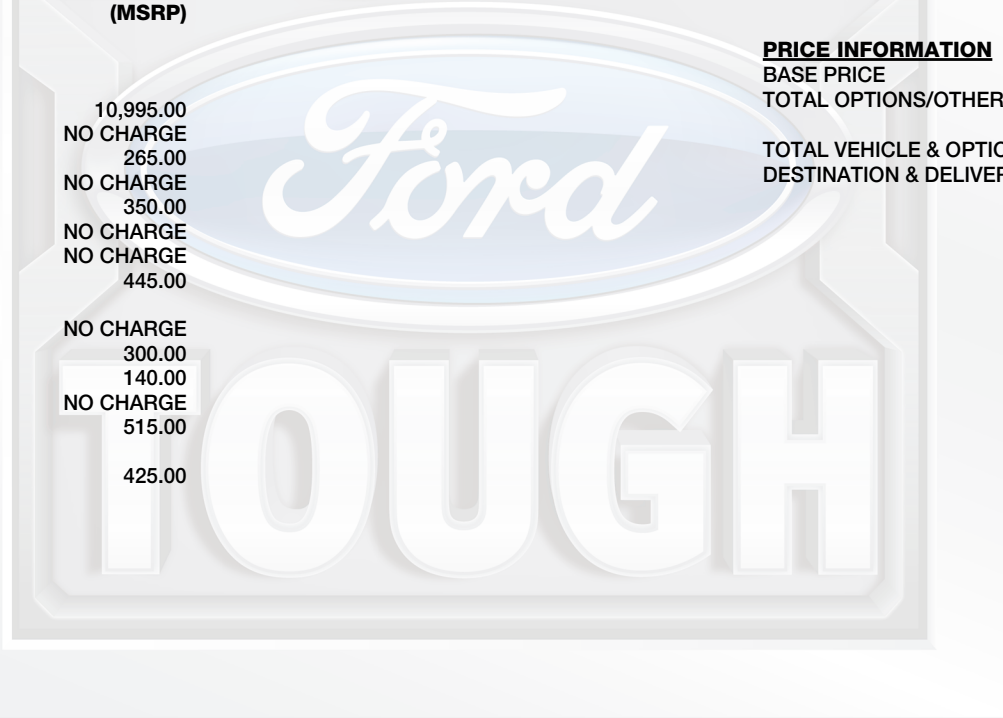 (MSRP)
10,995.00
NO CHARGE
265.00
NO CHARGE
350.00
NO CHARGE
NO CHARGE
445.00
NO CHARGE
300.00
140.00
NO CHARGE
515.00
425.00
PRICE INFORMATION
BASE PRICE
TOTAL OPTIONS/OTHER
TOTAL VEHICLE & OPTIO
DESTINATION & DELIVER
Ford
TOUGH